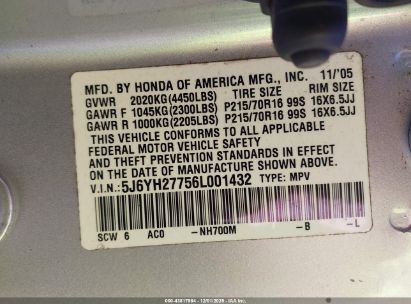 MFD. BY HONDA OF AMERICA MFG., INC. 11/'05
GVWR 2020KG(4450LBS) TIRE SIZE RIM SIZE
GAWR F 1045KG(2300LBS) P215/70R16 99S 16X6.5JJ
GAWR R 1000KG(2205LBS) P215/70R16 99S 16X6.5JJ
THIS VEHICLE CONFORMS TO ALL APPLICABLE
FEDERAL MOTOR VEHICLE SAFETY
AND THEFT PREVENTION STANDARDS IN EFFECT
ON THE DATE OF MANUFACTURE SHOWN ABOVE.
V.I.N.: 5J6YH27756L001432 TYPE: MPV
SCW 6 AC0 -NH700M -B -L